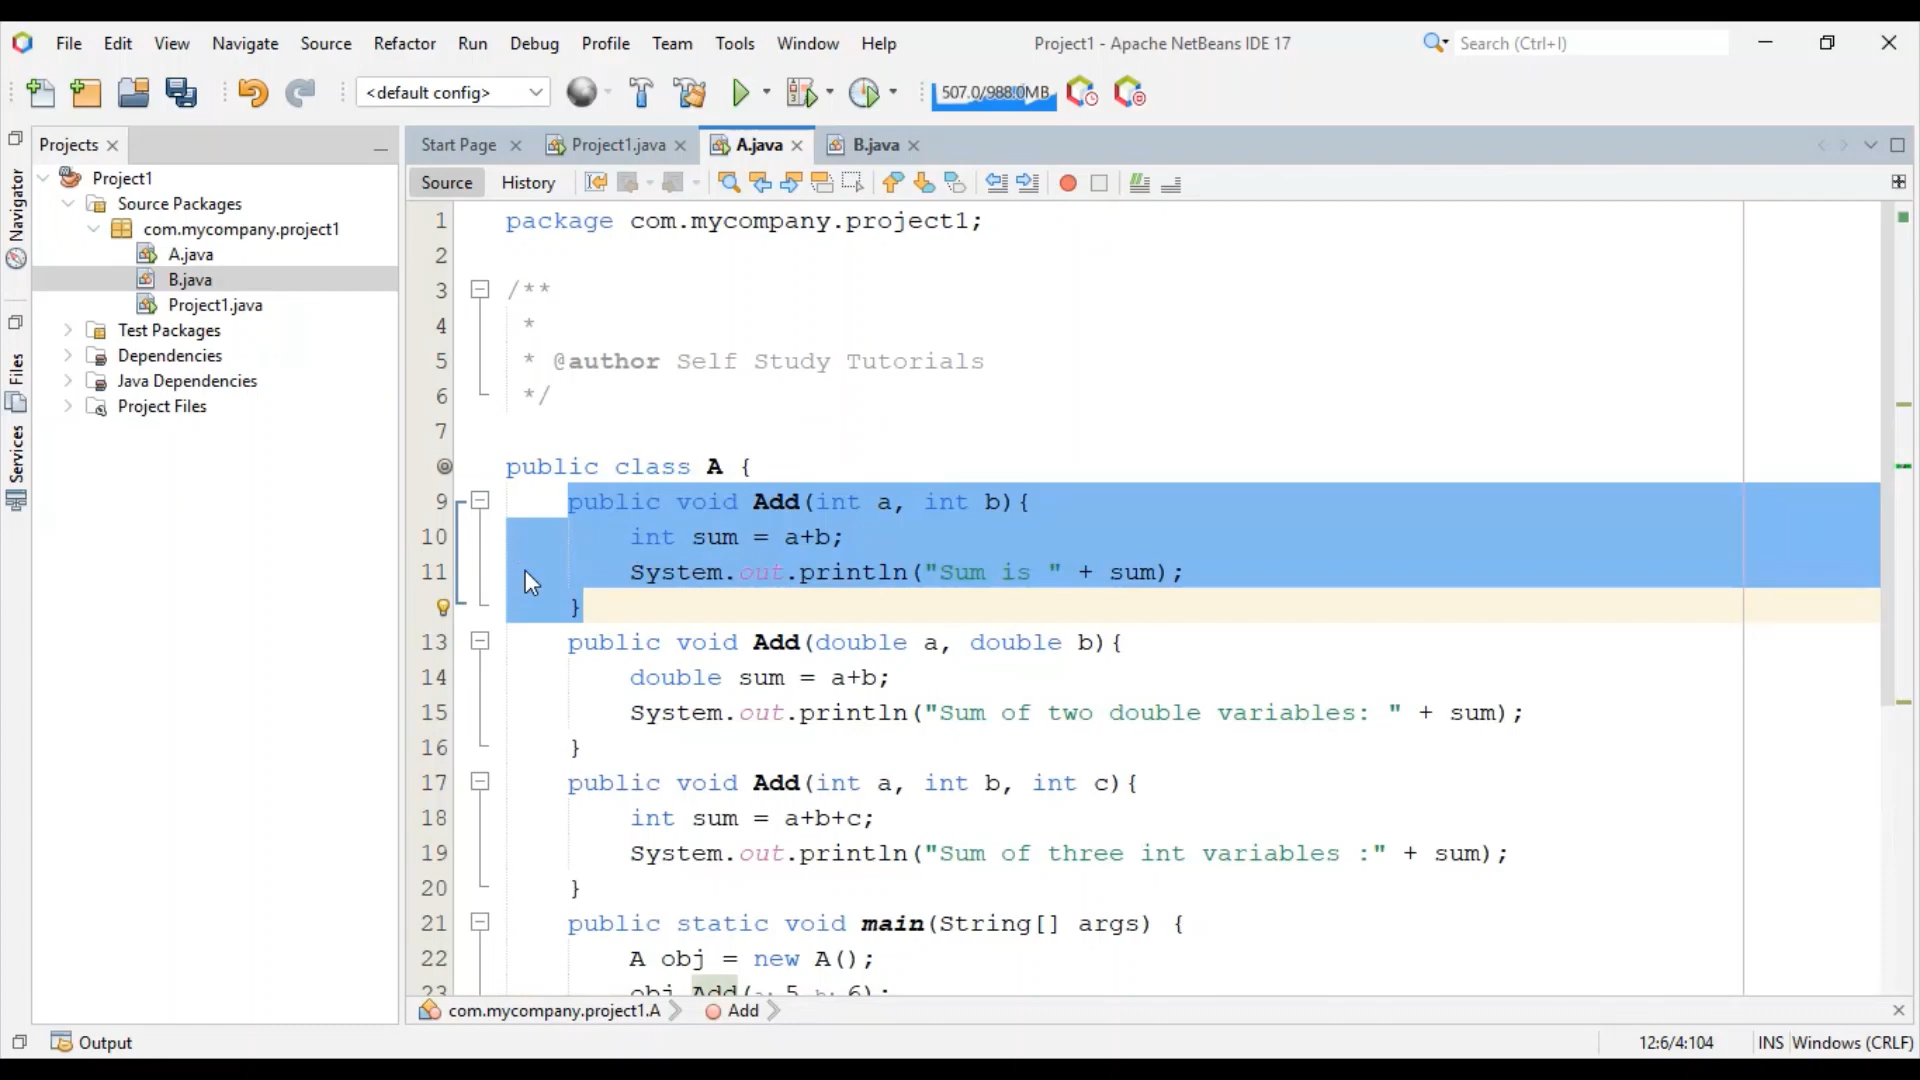 File Edit View Navigate Source Refactor Run Debug Profile Team Tools Window Help Project1 - Apache NetBeans IDE 17 Search (Ctrl+I)
<default config> 507.0/988.0MB
Projects
Start Page Project1.java A.java B.java
Source History
Navigator
Files
Services
Project1
Source Packages
com.mycompany.project1
A.java
B.java
Project1.java
Test Packages
Dependencies
Java Dependencies
Project Files
1 package com.mycompany.project1;
2
3 /**
4 *
5 * @author Self Study Tutorials
6 */
7
public class A {
9 public void Add(int a, int b){
10 int sum = a+b;
11 System.out.println("Sum is " + sum);
}
13 public void Add(double a, double b){
14 double sum = a+b;
15 System.out.println("Sum of two double variables: " + sum);
16 }
17 public void Add(int a, int b, int c){
18 int sum = a+b+c;
19 System.out.println("Sum of three int variables :" + sum);
20 }
21 public static void main(String[] args) {
22 A obj = new A();
23 obj.Add(a: 5, b: 6);
com.mycompany.project1.A Add
Output 12:6/4:104 INS Windows (CRLF)